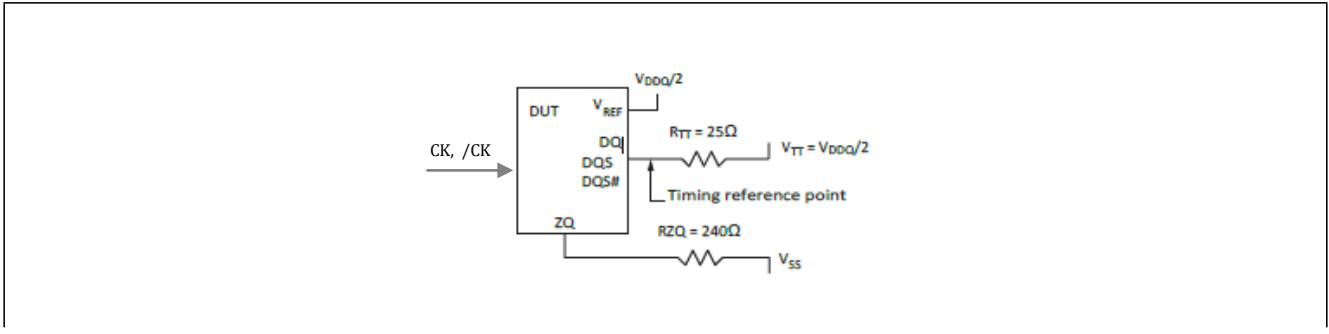 V_DDQ/2
DUT
V_REF
R_TT = 25Ω
CK, /CK
DQ
V_TT = V_DDQ/2
DQS
DQS#
Timing reference point
ZQ
RZQ = 240Ω
V_SS